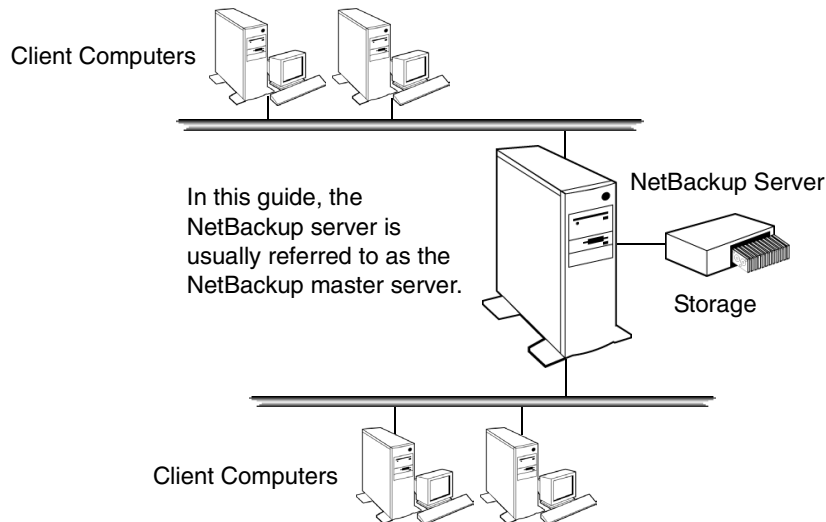 Client Computers
NetBackup Server
In this guide, the
NetBackup server is
usually referred to as the
NetBackup master server.
Storage
Client Computers